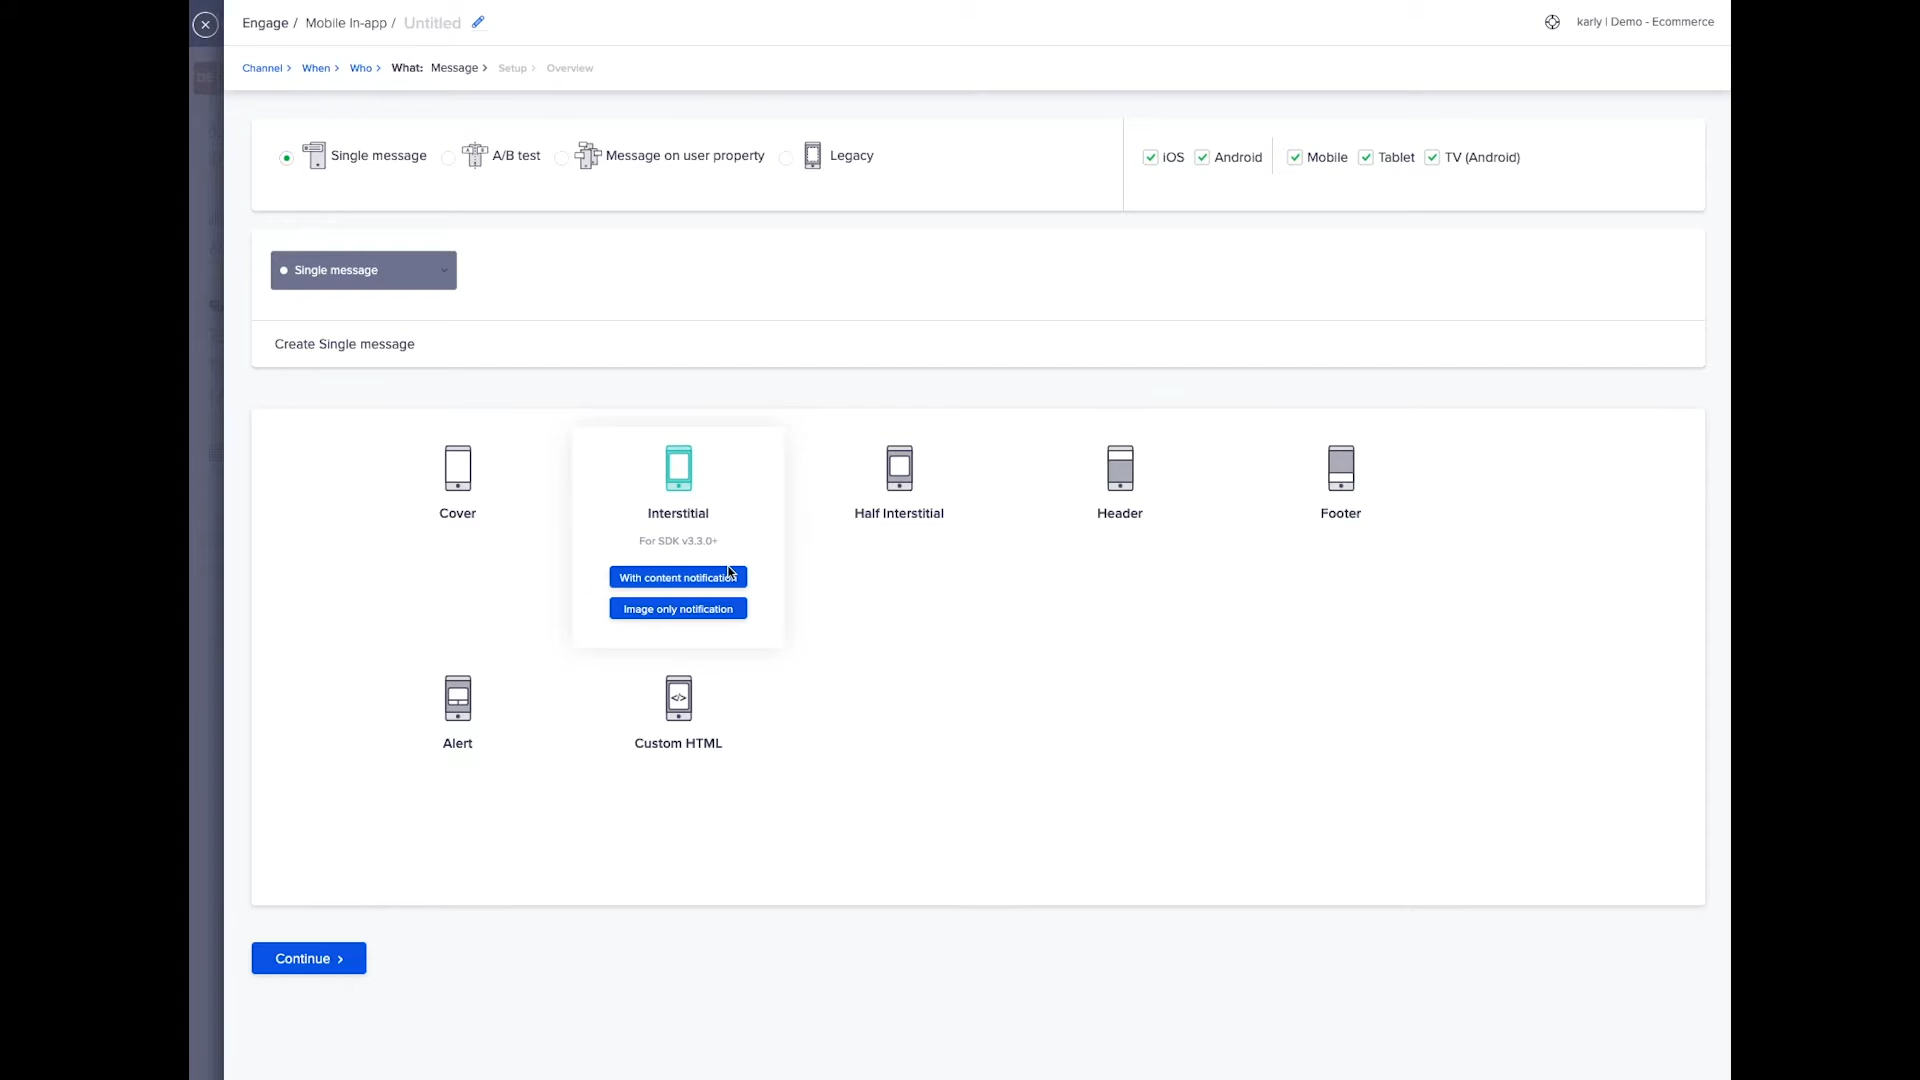 Engage / Mobile In-app / Untitled
karly | Demo - Ecommerce
Channel > When > Who > What: Message > Setup > Overview
Single message A/B test Message on user property Legacy
iOS Android Mobile Tablet TV (Android)
Single message
Create Single message
Cover Interstitial Half Interstitial Header Footer
For SDK v3.3.0+
With content notification
Image only notification
</>
Alert Custom HTML
Continue >